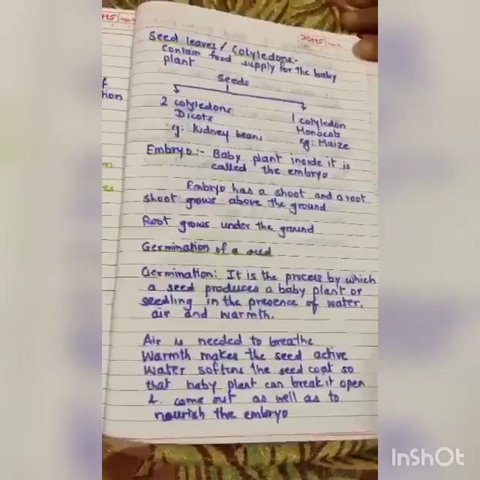 Seed leaves / Cotyledons:-
contain food supply for the baby
plant
Seeds
2 cotyledons
Dicots
eg: Kidney beans
1 cotyledon
Monocots
eg: Maize
Embryo :- Baby plant inside it is
called the embryo
Embryo has a shoot and a root
shoot grows above the ground
Root grows under the ground
Germination of a seed
Germination: It is the process by which
a seed produces a baby plant or
seedling in the presence of water,
air and warmth.
Air is needed to breathe
Warmth makes the seed active
Water softens the seed coat so
that baby plant can break it open
& come out as well as to
nourish the embryo
InShOt